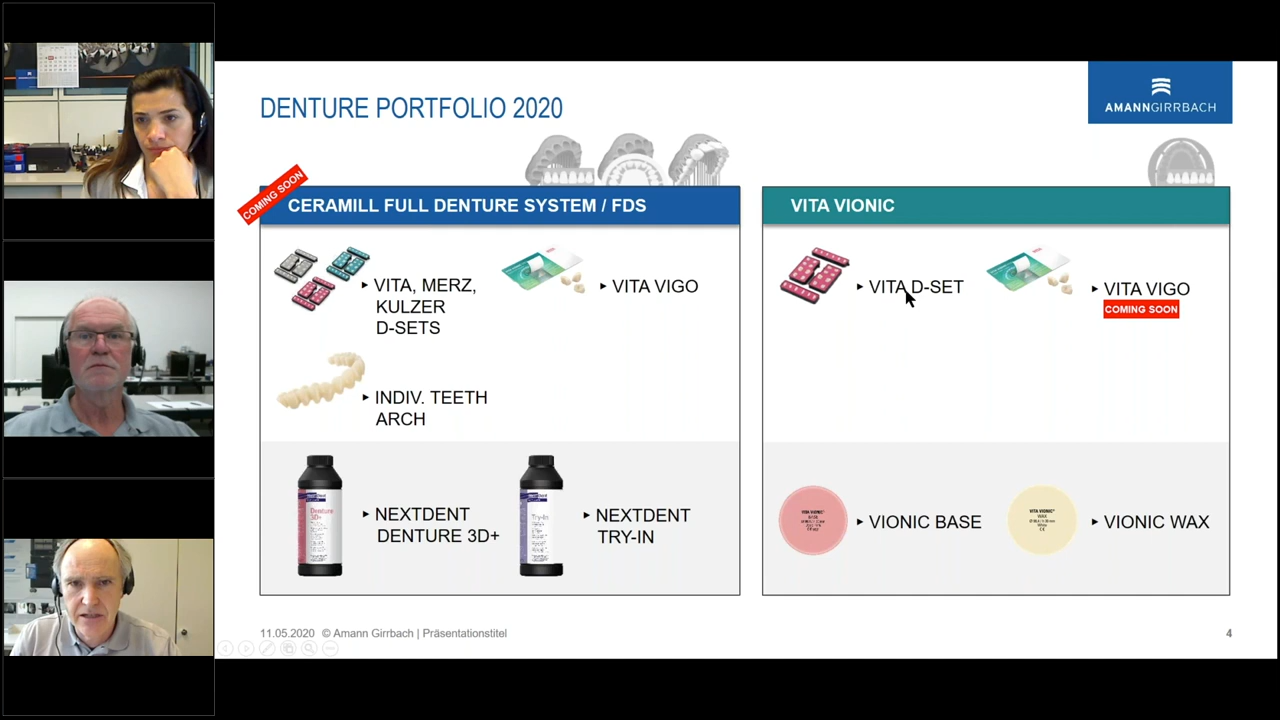 DENTURE PORTFOLIO 2020
AMANNGIRRBACH
COMING SOON
CERAMILL FULL DENTURE SYSTEM / FDS
VITA, MERZ,
KULZER
D-SETS
VITA VIGO
INDIV. TEETH
ARCH
NEXTDENT
DENTURE 3D+
NEXTDENT
TRY-IN
VITA VIONIC
VITA D-SET
VITA VIGO
COMING SOON
VIONIC BASE
VIONIC WAX
11.05.2020 © Amann Girrbach | Präsentationstitel
4